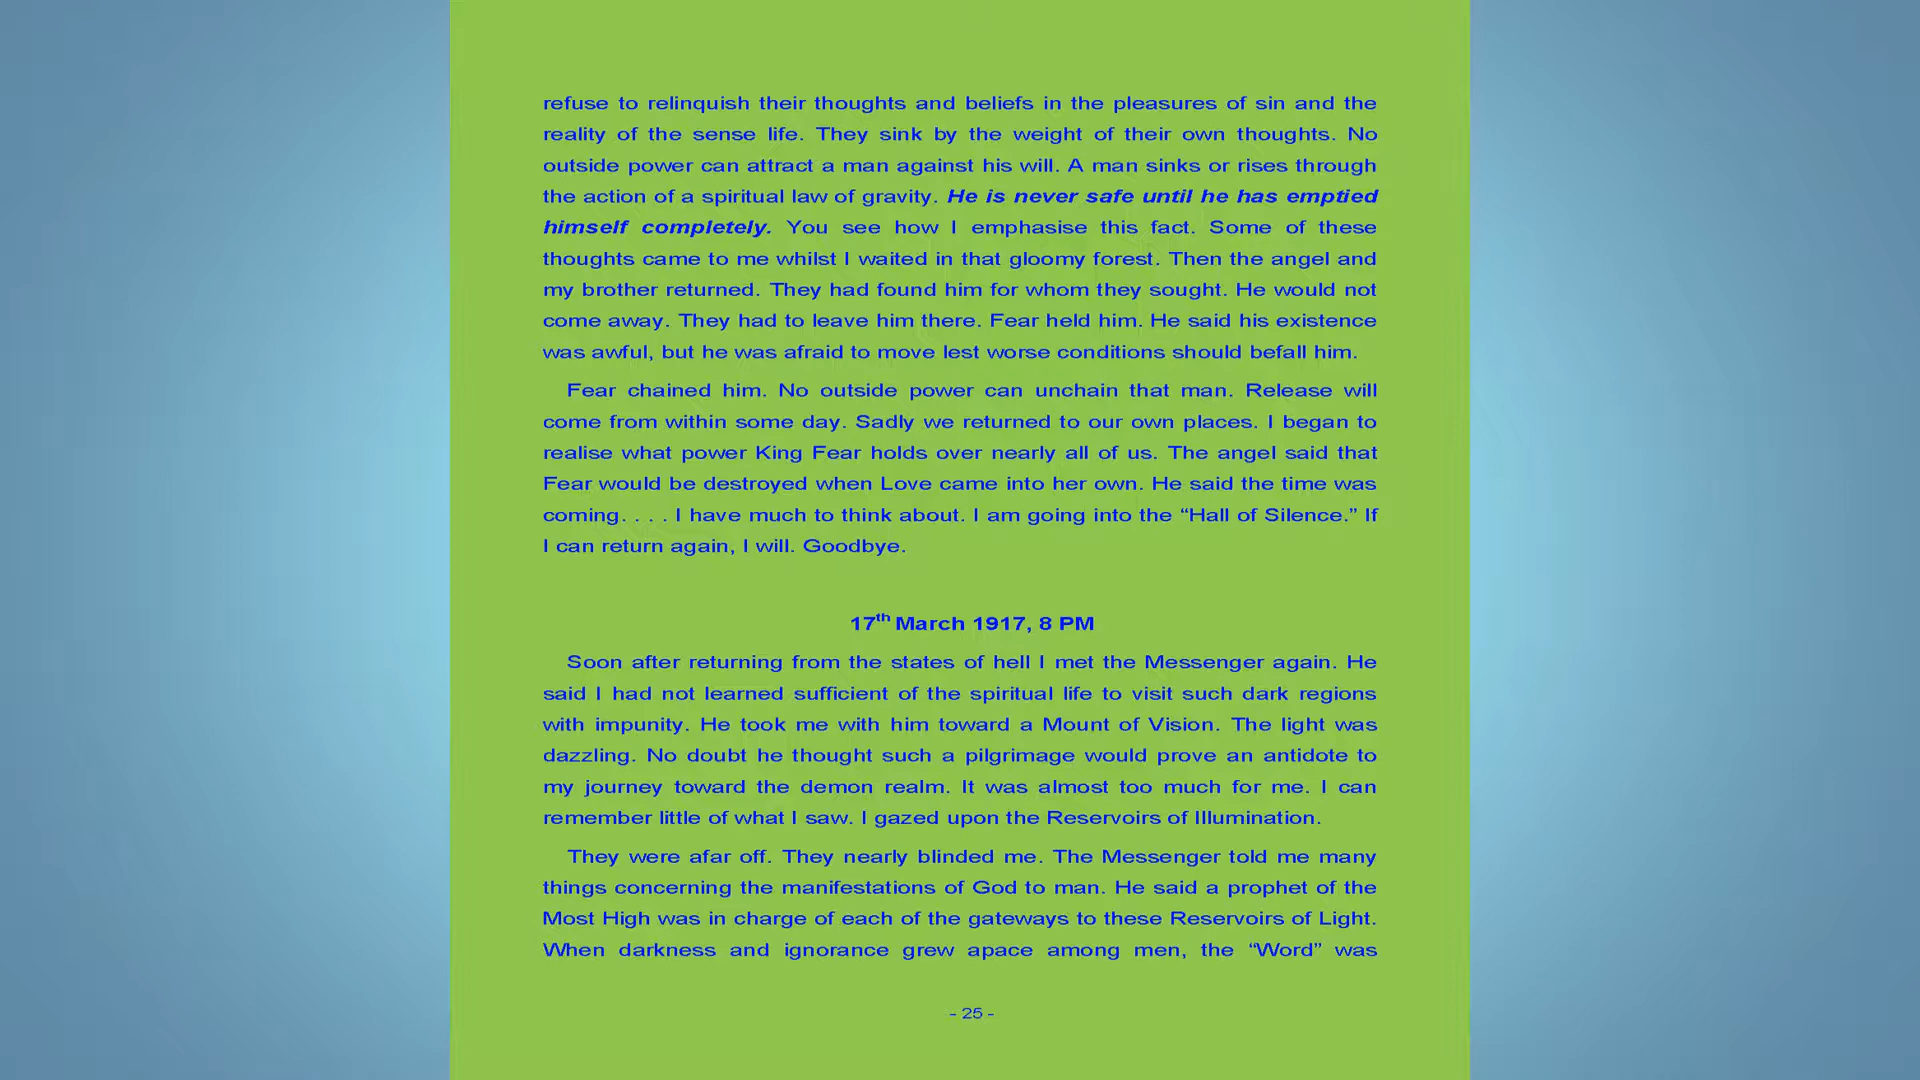 refuse to relinquish their thoughts and beliefs in the pleasures of sin and the
reality of the sense life. They sink by the weight of their own thoughts. No
outside power can attract a man against his will. A man sinks or rises through
the action of a spiritual law of gravity. He is never safe until he has emptied
himself completely. You see how I emphasise this fact. Some of these
thoughts came to me whilst I waited in that gloomy forest. Then the angel and
my brother returned. They had found him for whom they sought. He would not
come away. They had to leave him there. Fear held him. He said his existence
was awful, but he was afraid to move lest worse conditions should befall him.
Fear chained him. No outside power can unchain that man. Release will
come from within some day. Sadly we returned to our own places. I began to
realise what power King Fear holds over nearly all of us. The angel said that
Fear would be destroyed when Love came into her own. He said the time was
coming. . . . I have much to think about. I am going into the “Hall of Silence.” If
I can return again, I will. Goodbye.
17th March 1917, 8 PM
Soon after returning from the states of hell I met the Messenger again. He
said I had not learned sufficient of the spiritual life to visit such dark regions
with impunity. He took me with him toward a Mount of Vision. The light was
dazzling. No doubt he thought such a pilgrimage would prove an antidote to
my journey toward the demon realm. It was almost too much for me. I can
remember little of what I saw. I gazed upon the Reservoirs of Illumination.
They were afar off. They nearly blinded me. The Messenger told me many
things concerning the manifestations of God to man. He said a prophet of the
Most High was in charge of each of the gateways to these Reservoirs of Light.
When darkness and ignorance grew apace among men, the “Word” was
- 25 -